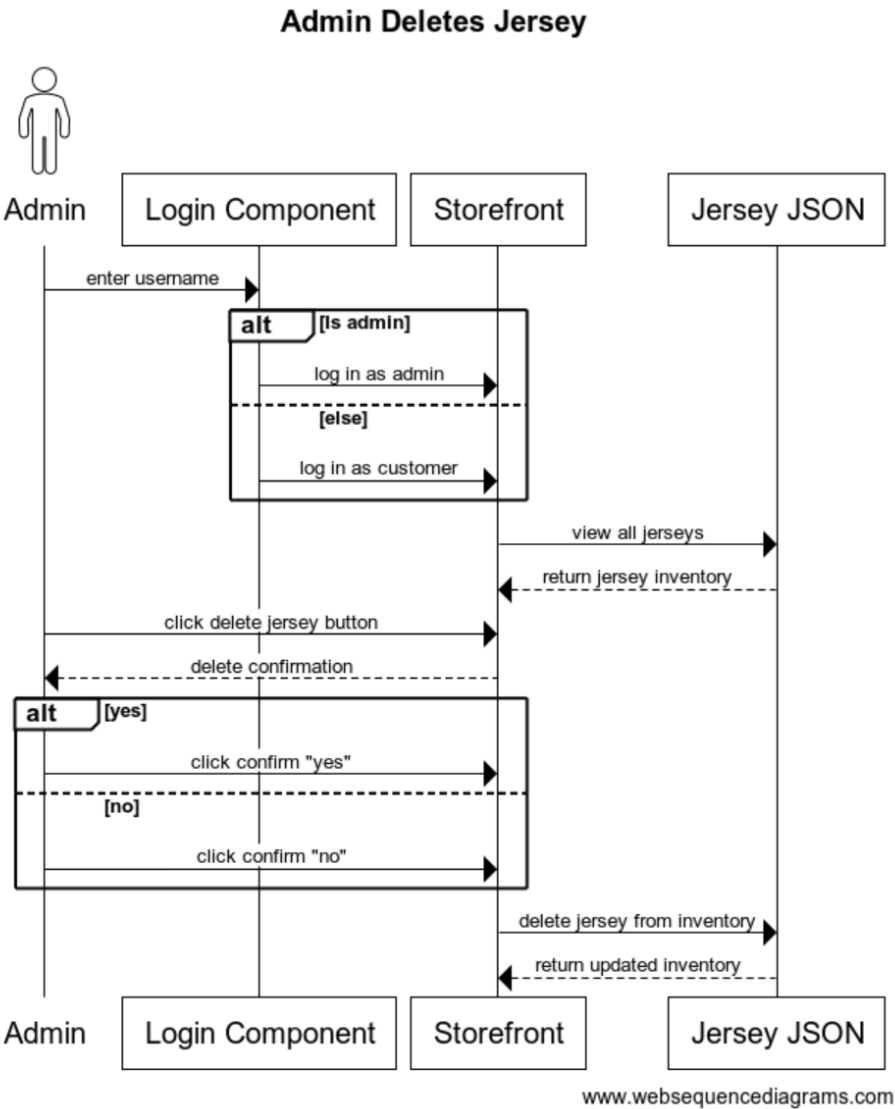 Admin Deletes Jersey
Admin
Login Component
Storefront
Jersey JSON
enter username
alt [Is admin]
log in as admin
[else]
log in as customer
view all jerseys
return jersey inventory
click delete jersey button
delete confirmation
alt [yes]
click confirm "yes"
[no]
click confirm "no"
delete jersey from inventory
return updated inventory
Admin
Login Component
Storefront
Jersey JSON
www.websequencediagrams.com